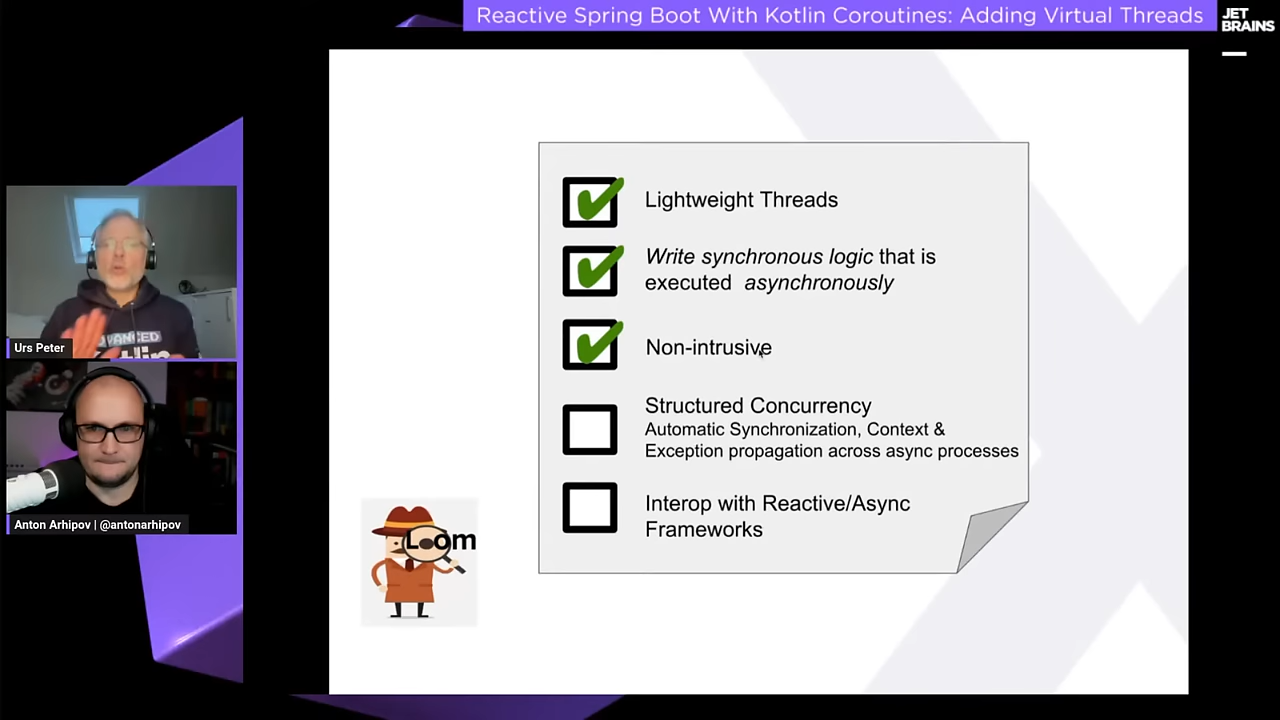 Reactive Spring Boot With Kotlin Coroutines: Adding Virtual Threads
JET
BRAINS
Lightweight Threads
Write synchronous logic that is
executed asynchronously
Non-intrusive
Structured Concurrency
Automatic Synchronization, Context &
Exception propagation across async processes
Interop with Reactive/Async
Frameworks
Loom
Urs Peter
Anton Arhipov | @antonarhipov